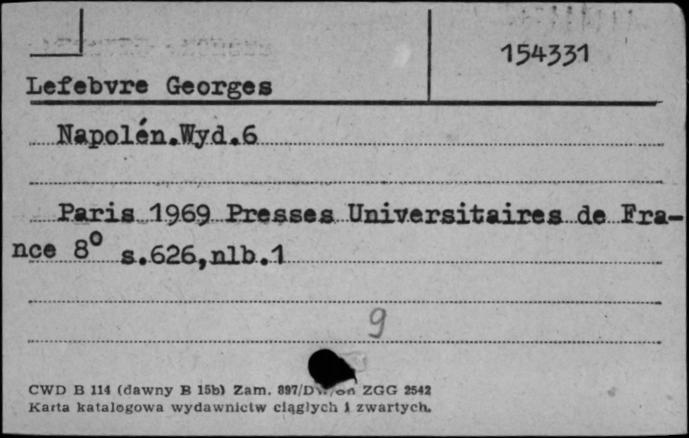 154331
Lefebvre Georges
Napolén.Wyd.6
Paris 1969 Presses Universitaires de Fra-
nce 8° s.626,nlb.1
9
CWD B 114 (dawny B 15b) Zam. ZGG 2542
Karta katalogowa wydawnictw ciągłych i zwartych.